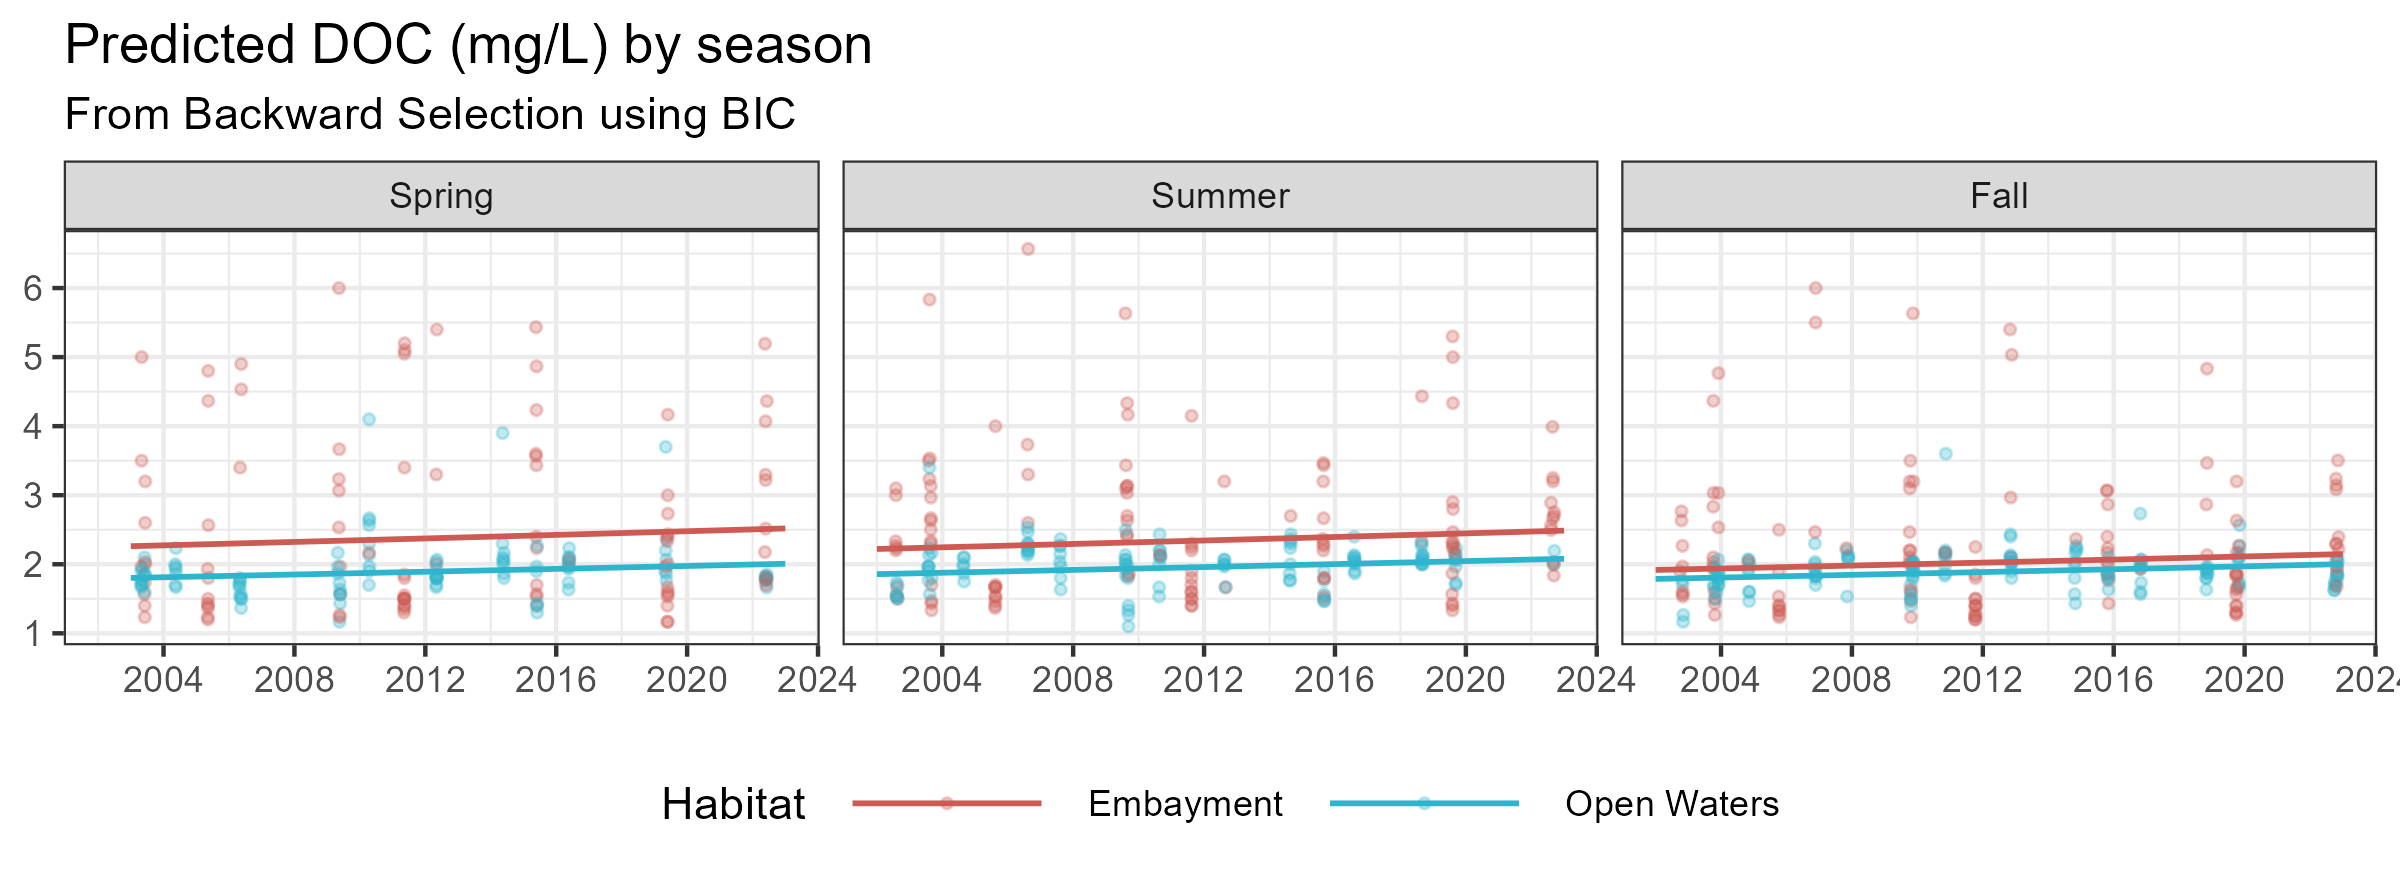 Predicted DOC (mg/L) by season
From Backward Selection using BIC
Spring Summer Fall
6
5
4
3
2
1
2004 2008 2012 2016 2020 2024 2004 2008 2012 2016 2020 2024 2004 2008 2012 2016 2020 2024
Habitat Embayment Open Waters